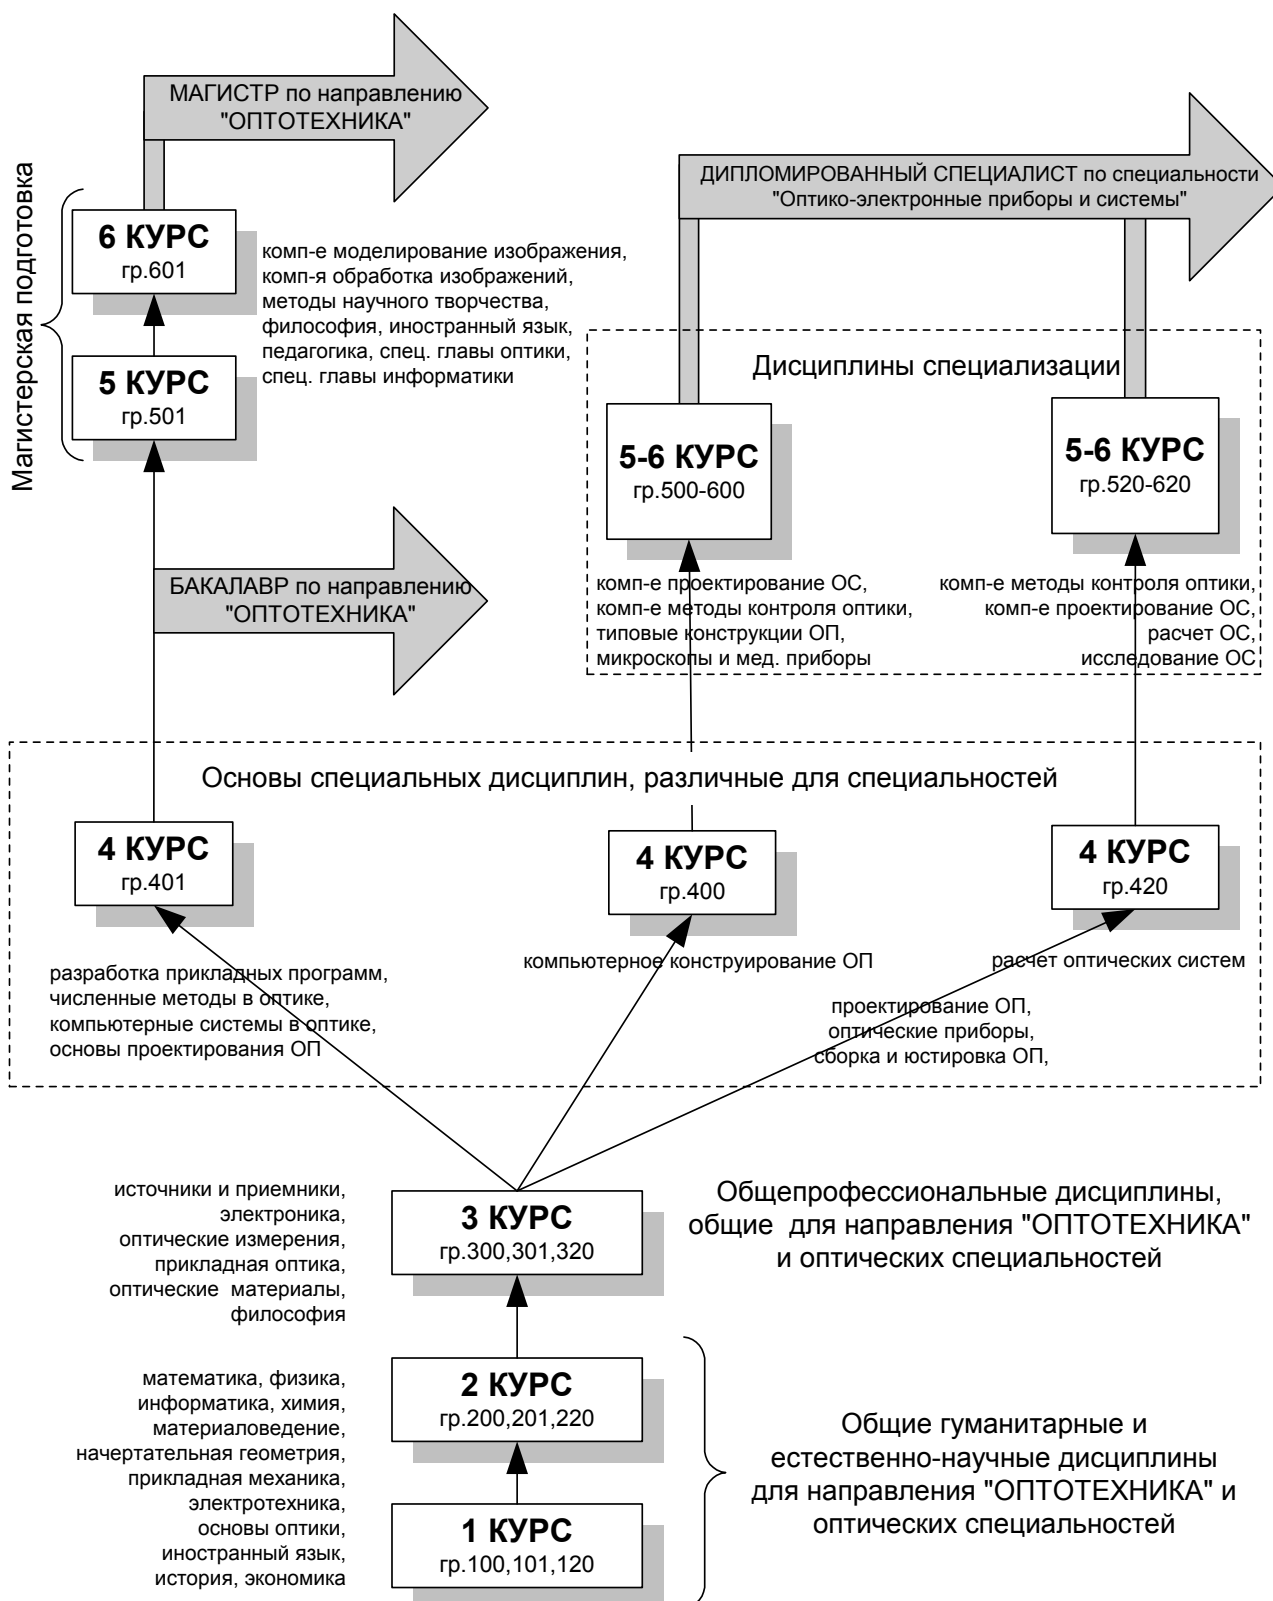 МАГИСТР по направлению
"ОПТОТЕХНИКА"
ДИПЛОМИРОВАННЫЙ СПЕЦИАЛИСТ по специальности
"Оптико-электронные приборы и системы"
Магистерская подготовка
6 КУРС
гр.601
комп-е моделирование изображения,
комп-я обработка изображений,
методы научного творчества,
философия, иностранный язык,
педагогика, спец. главы оптики,
спец. главы информатики
5 КУРС
гр.501
Дисциплины специализации
5-6 КУРС
гр.500-600
5-6 КУРС
гр.520-620
БАКАЛАВР по направлению
"ОПТОТЕХНИКА"
комп-е проектирование ОС,
комп-е методы контроля оптики,
типовые конструкции ОП,
микроскопы и мед. приборы
комп-е методы контроля оптики,
комп-е проектирование ОС,
расчет ОС,
исследование ОС
Основы специальных дисциплин, различные для специальностей
4 КУРС
гр.401
4 КУРС
гр.400
4 КУРС
гр.420
разработка прикладных программ,
численные методы в оптике,
компьютерные системы в оптике,
основы проектирования ОП
компьютерное конструирование ОП
расчет оптических систем
проектирование ОП,
оптические приборы,
сборка и юстировка ОП,
источники и приемники,
электроника,
оптические измерения,
прикладная оптика,
оптические материалы,
философия
3 КУРС
гр.300,301,320
Общепрофессиональные дисциплины,
общие для направления "ОПТОТЕХНИКА"
и оптических специальностей
математика, физика,
информатика, химия,
материаловедение,
начертательная геометрия,
прикладная механика,
электротехника,
основы оптики,
иностранный язык,
история, экономика
2 КУРС
гр.200,201,220
1 КУРС
гр.100,101,120
Общие гуманитарные и
естественно-научные дисциплины
для направления "ОПТОТЕХНИКА" и
оптических специальностей